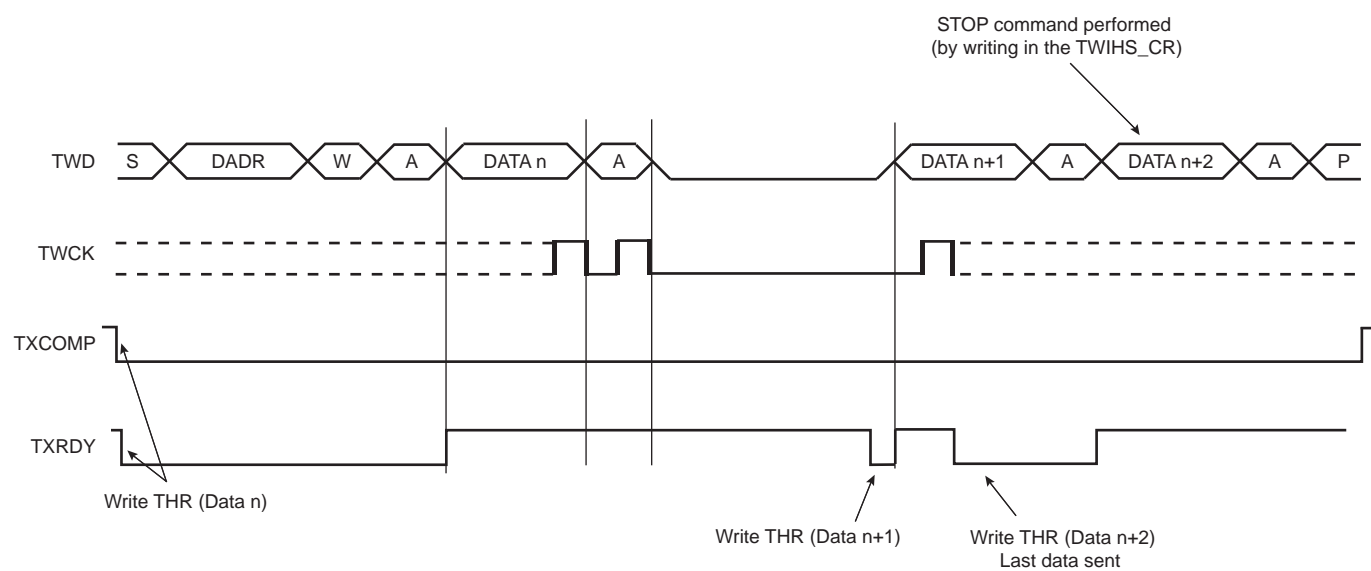 STOP command performed
(by writing in the TWIHS_CR)
TWD S DADR W A DATA n A DATA n+1 A DATA n+2 A P
TWCK
TXCOMP
TXRDY
Write THR (Data n)
Write THR (Data n+1)
Write THR (Data n+2)
Last data sent